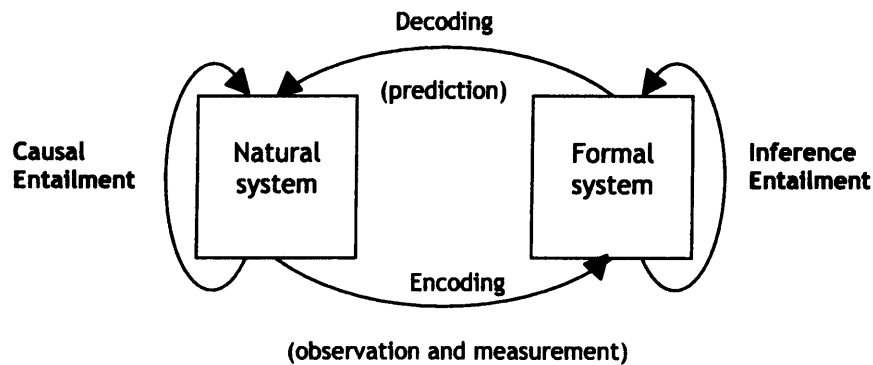 Decoding
(prediction)
Causal
Entailment
Natural
system
Formal
system
Inference
Entailment
Encoding
(observation and measurement)